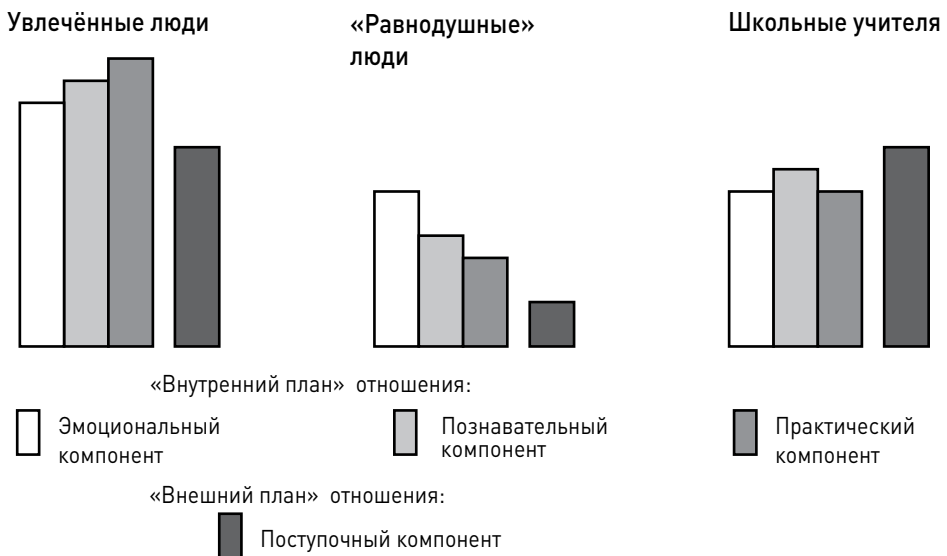 Увлечённые люди
«Равнодушные»
люди
Школьные учителя
«Внутренний план» отношения:
Эмоциональный
компонент
Познавательный
компонент
Практический
компонент
«Внешний план» отношения:
Поступочный компонент